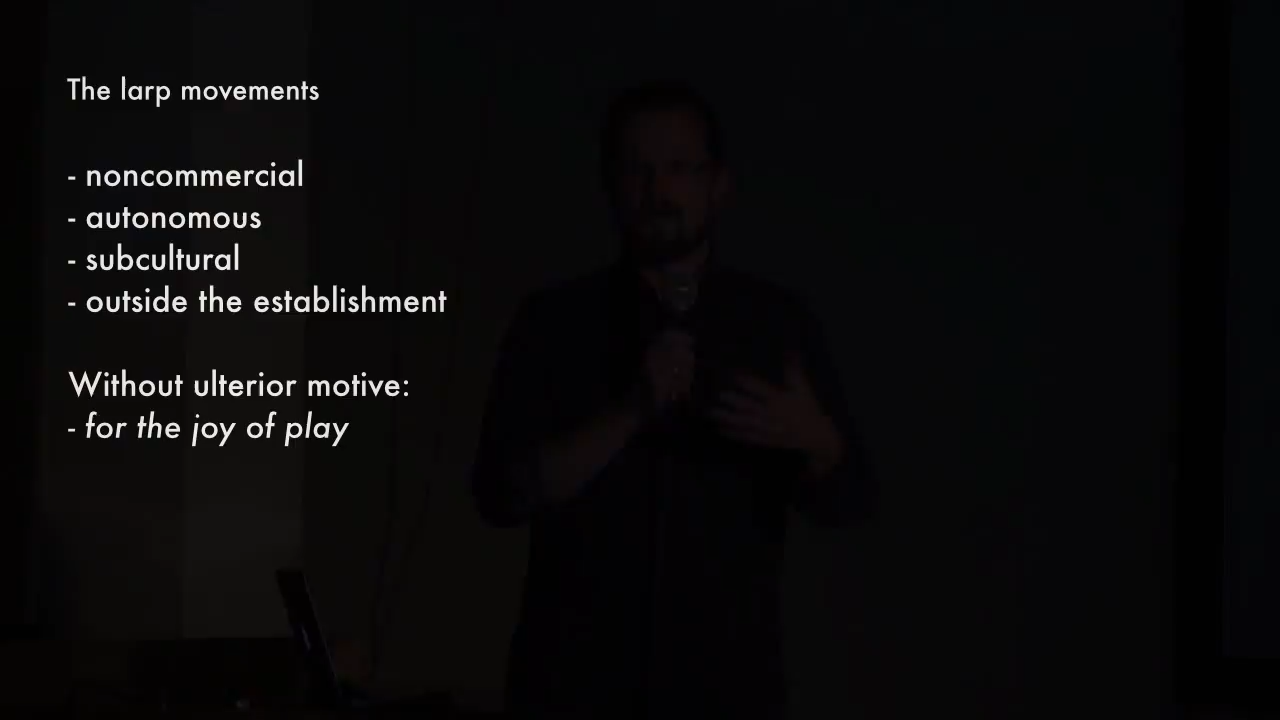 The larp movements
- noncommercial
- autonomous
- subcultural
- outside the establishment
Without ulterior motive:
- for the joy of play